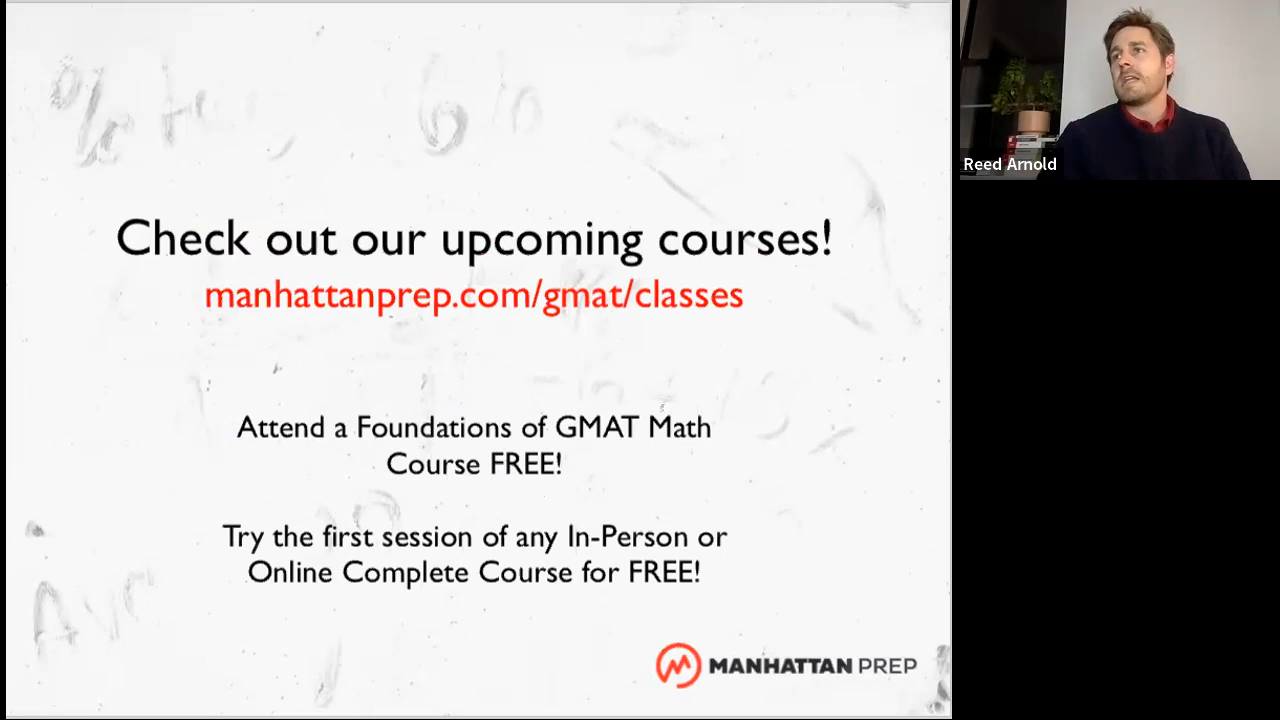 Check out our upcoming courses!
manhattanprep.com/gmat/classes
Attend a Foundations of GMAT Math
Course FREE!
Try the first session of any In-Person or
Online Complete Course for FREE!
MANHATTAN PREP
Reed Arnold